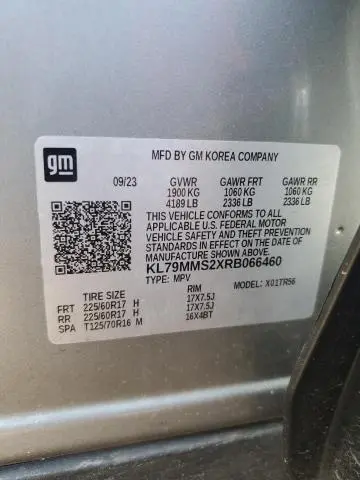 gm
MFD BY GM KOREA COMPANY
09/23 GVWR GAWR FRT GAWR RR
1900 KG 1060 KG 1060 KG
4189 LB 2336 LB 2336 LB
THIS VEHICLE CONFORMS TO ALL
APPLICABLE U.S. FEDERAL MOTOR
VEHICLE SAFETY AND THEFT PREVENTION
STANDARDS IN EFFECT ON THE DATE OF
MANUFACTURE SHOWN ABOVE.
KL79MMS2XRB066460
TYPE: MPV MODEL: X01TR56
TIRE SIZE RIM
FRT 225/60R17 H 17X7.5J
RR 225/60R17 H 17X7.5J
SPA T125/70R16 M 16X4BT